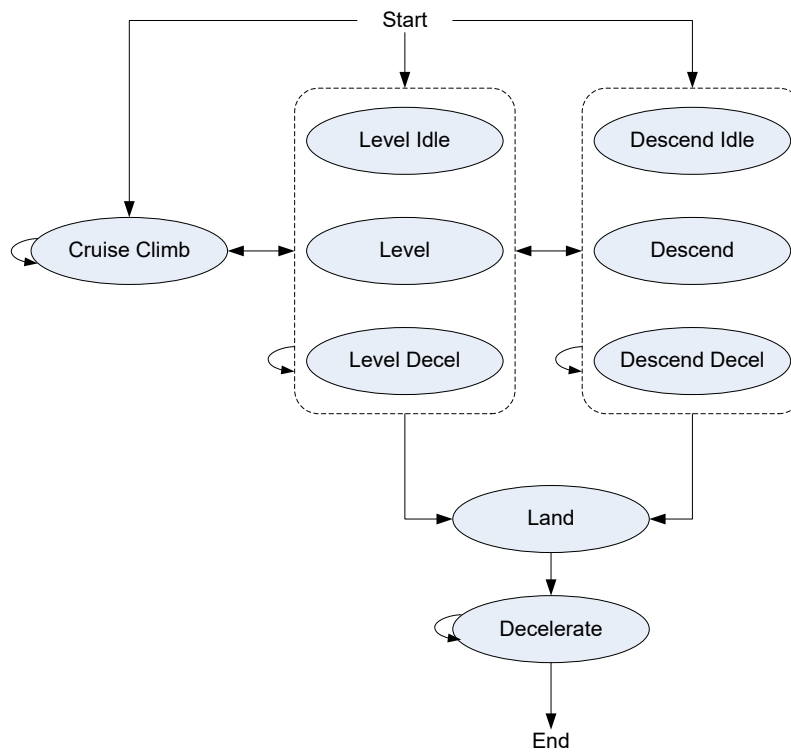 Start
Level Idle
Descend Idle
Cruise Climb
Level
Descend
Level Decel
Descend Decel
Land
Decelerate
End